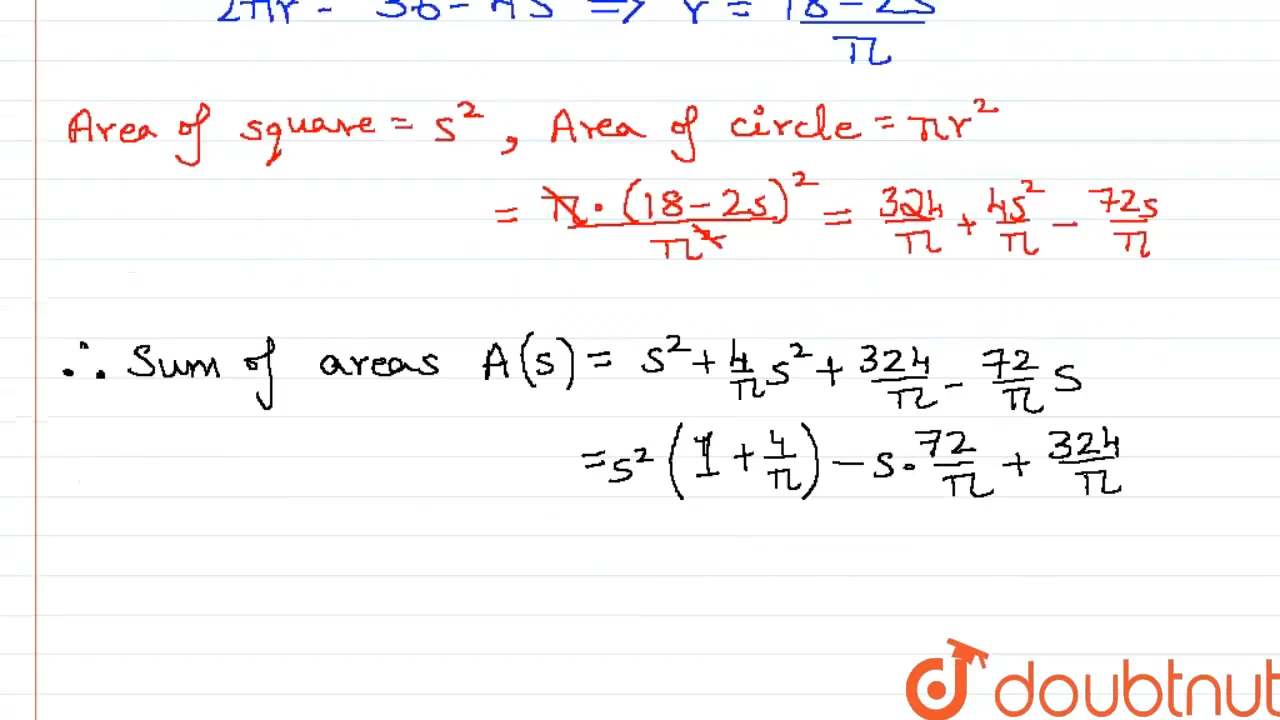 2πr = 36 - 4s ⇒ r = (18 - 2s)/π
Area of square = s², Area of circle = πr²
= π·(18 - 2s)²/π² = 324/π + 4s²/π - 72s/π
∴ Sum of areas A(s) = s² + 4/π s² + 324/π - 72/π s
= s² (1 + 4/π) - s · 72/π + 324/π
doubtnut